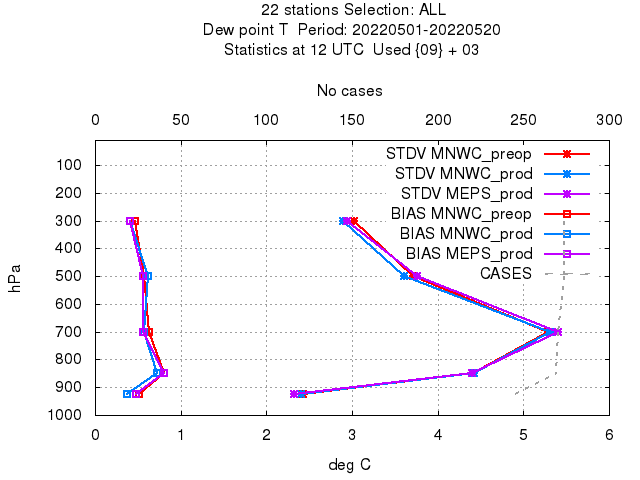 22 stations Selection: ALL
Dew point T  Period: 20220501-20220520
Statistics at 12 UTC  Used {09} + 03
No cases
0 50 100 150 200 250 300
STDV MNWC_preop
STDV MNWC_prod
STDV MEPS_prod
BIAS MNWC_preop
BIAS MNWC_prod
BIAS MEPS_prod
CASES
hPa
100
200
300
400
500
600
700
800
900
1000
0 1 2 3 4 5 6
deg C